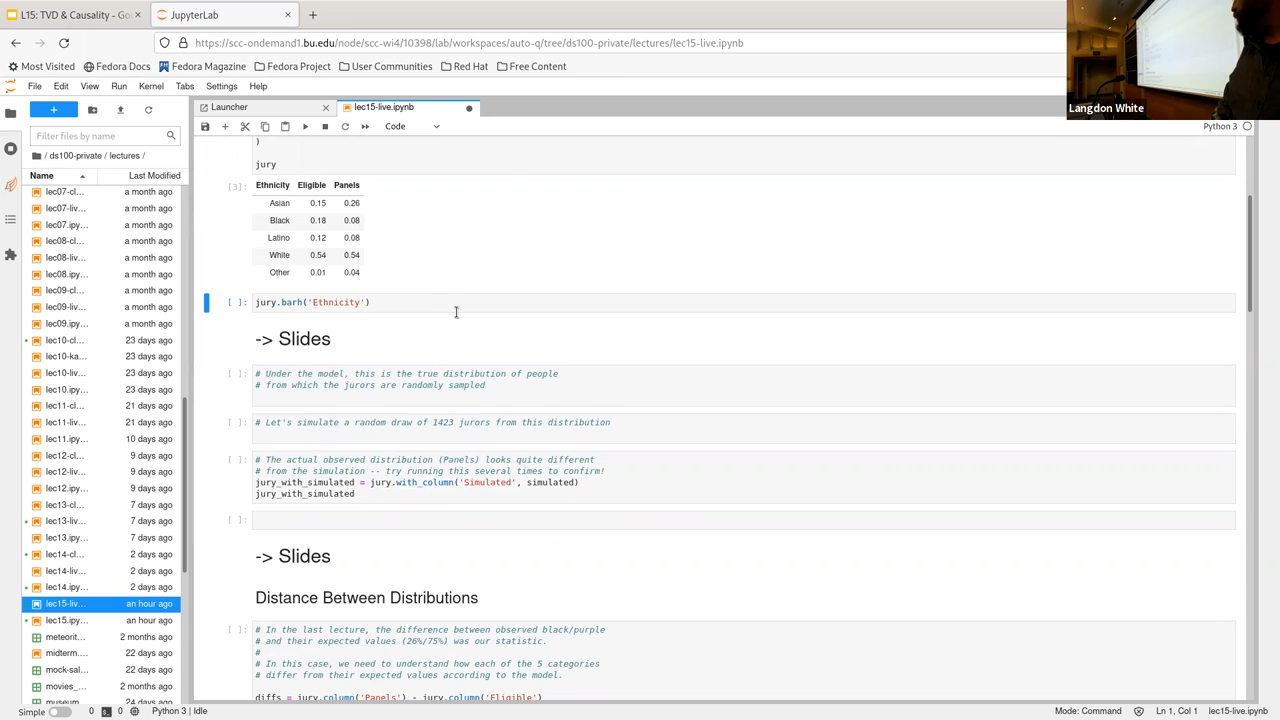 L15: TVD & Causality - Go
JupyterLab
https://scc-ondemand1.bu.edu/node/scc-wi4/10398/lab/workspaces/auto-q/tree/ds100-private/lectures/lec15-live.ipynb
Most Visited Fedora Docs Fedora Magazine Fedora Project User Communities Red Hat Free Conference
Langdon White
File Edit View Run Kernel Tabs Settings Help
Launcher
lec15-live.ipynb
Code
Python 3
Filter files by name
/ ds100-private / lectures /
Name Last Modified
lec07-cl... a month ago
lec07-liv... a month ago
lec07.ipy... a month ago
lec08-cl... a month ago
lec08-liv... a month ago
lec08.ipy... a month ago
lec09-cl... a month ago
lec09-liv... a month ago
lec09.ipy... a month ago
lec10-cl... 23 days ago
lec10-ka... 23 days ago
lec10-liv... 23 days ago
lec10.ipy... 23 days ago
lec11-cl... 21 days ago
lec11-liv... 21 days ago
lec11.ipy... 10 days ago
lec12-cl... 9 days ago
lec12-liv... 9 days ago
lec12.ipy... 9 days ago
lec13-cl... 7 days ago
lec13-liv... 7 days ago
lec13.ipy... 7 days ago
lec14-cl... 2 days ago
lec14-liv... 2 days ago
lec14.ipy... 2 days ago
lec15-liv... an hour ago
lec15.ipy... an hour ago
meteorit... 2 months ago
midterm.... 22 days ago
mock-sal... 22 days ago
movies_... 2 months ago
museum 24 days ago
)
jury
[3]:
Ethnicity Eligible Panels
Asian 0.15 0.26
Black 0.18 0.08
Latino 0.12 0.08
White 0.54 0.54
Other 0.01 0.04
[ ]: jury.barh('Ethnicity')
-> Slides
[ ]: # Under the model, this is the true distribution of people
# from which the jurors are randomly sampled
[ ]: # Let's simulate a random draw of 1423 jurors from this distribution
[ ]: # The actual observed distribution (Panels) looks quite different
# from the simulation -- try running this several times to confirm!
jury_with_simulated = jury.with_column('Simulated', simulated)
jury_with_simulated
[ ]:
-> Slides
Distance Between Distributions
[ ]: # In the last lecture, the difference between observed black/purple
# and their expected values (26%/75%) was our statistic.
#
# In this case, we need to understand how each of the 5 categories
# differ from their expected values according to the model.
diffs = jury.column('Panels') - jury.column('Eligible')
Simple 0 0 Python 3 | Idle
Mode: Command Ln 1, Col 1 lec15-live.ipynb